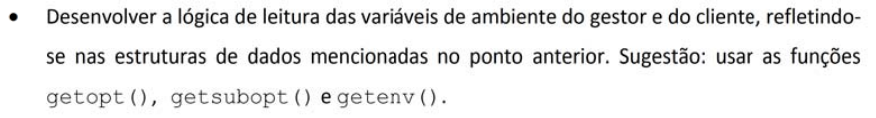 • Desenvolver a lógica de leitura das variáveis de ambiente do gestor e do cliente, refletindo-
se nas estruturas de dados mencionadas no ponto anterior. Sugestão: usar as funções
getopt(), getsubopt() e getenv().